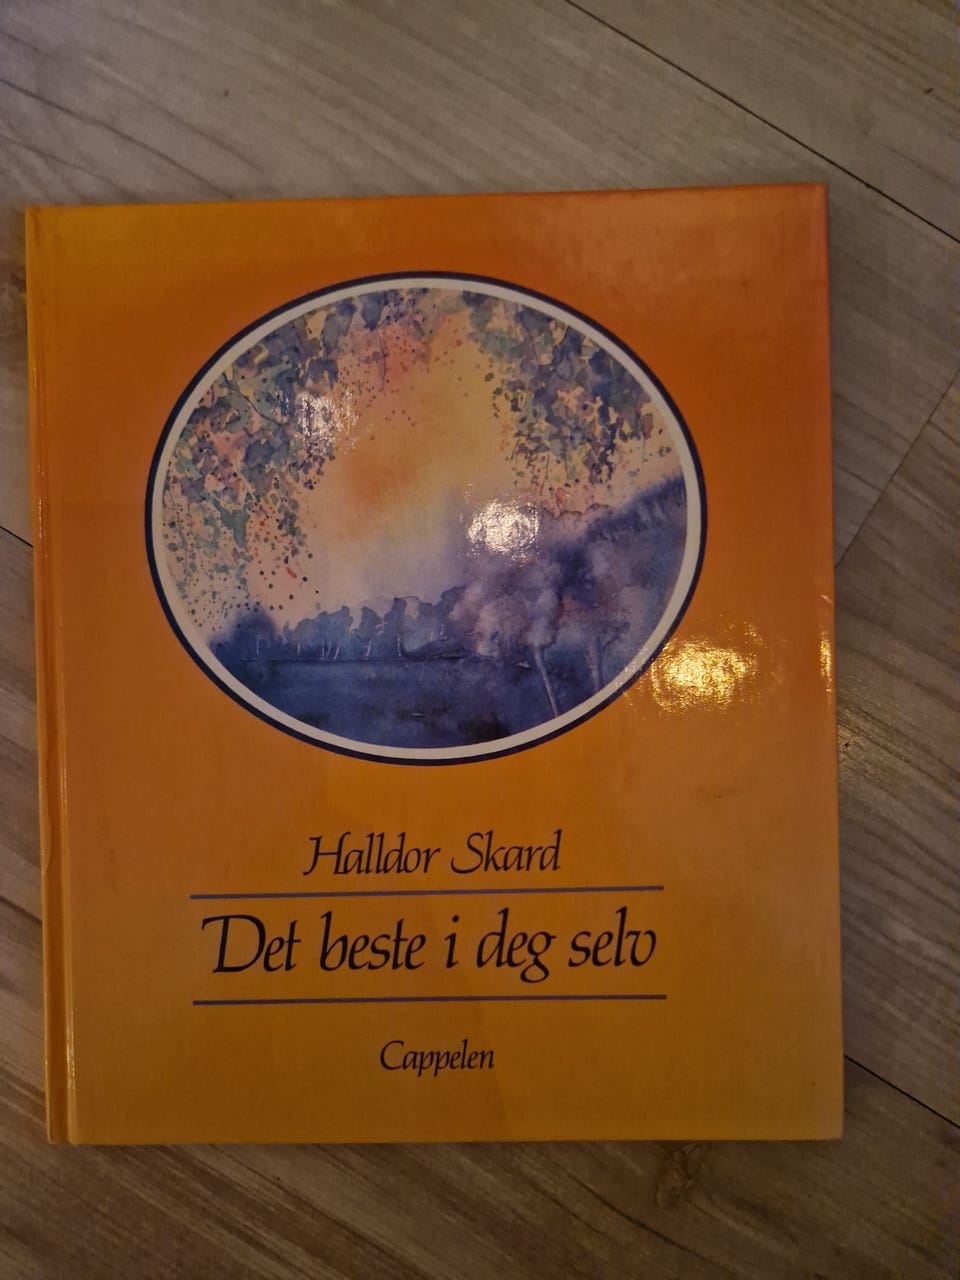 Halldor Skard
Det beste i deg selv
Cappelen